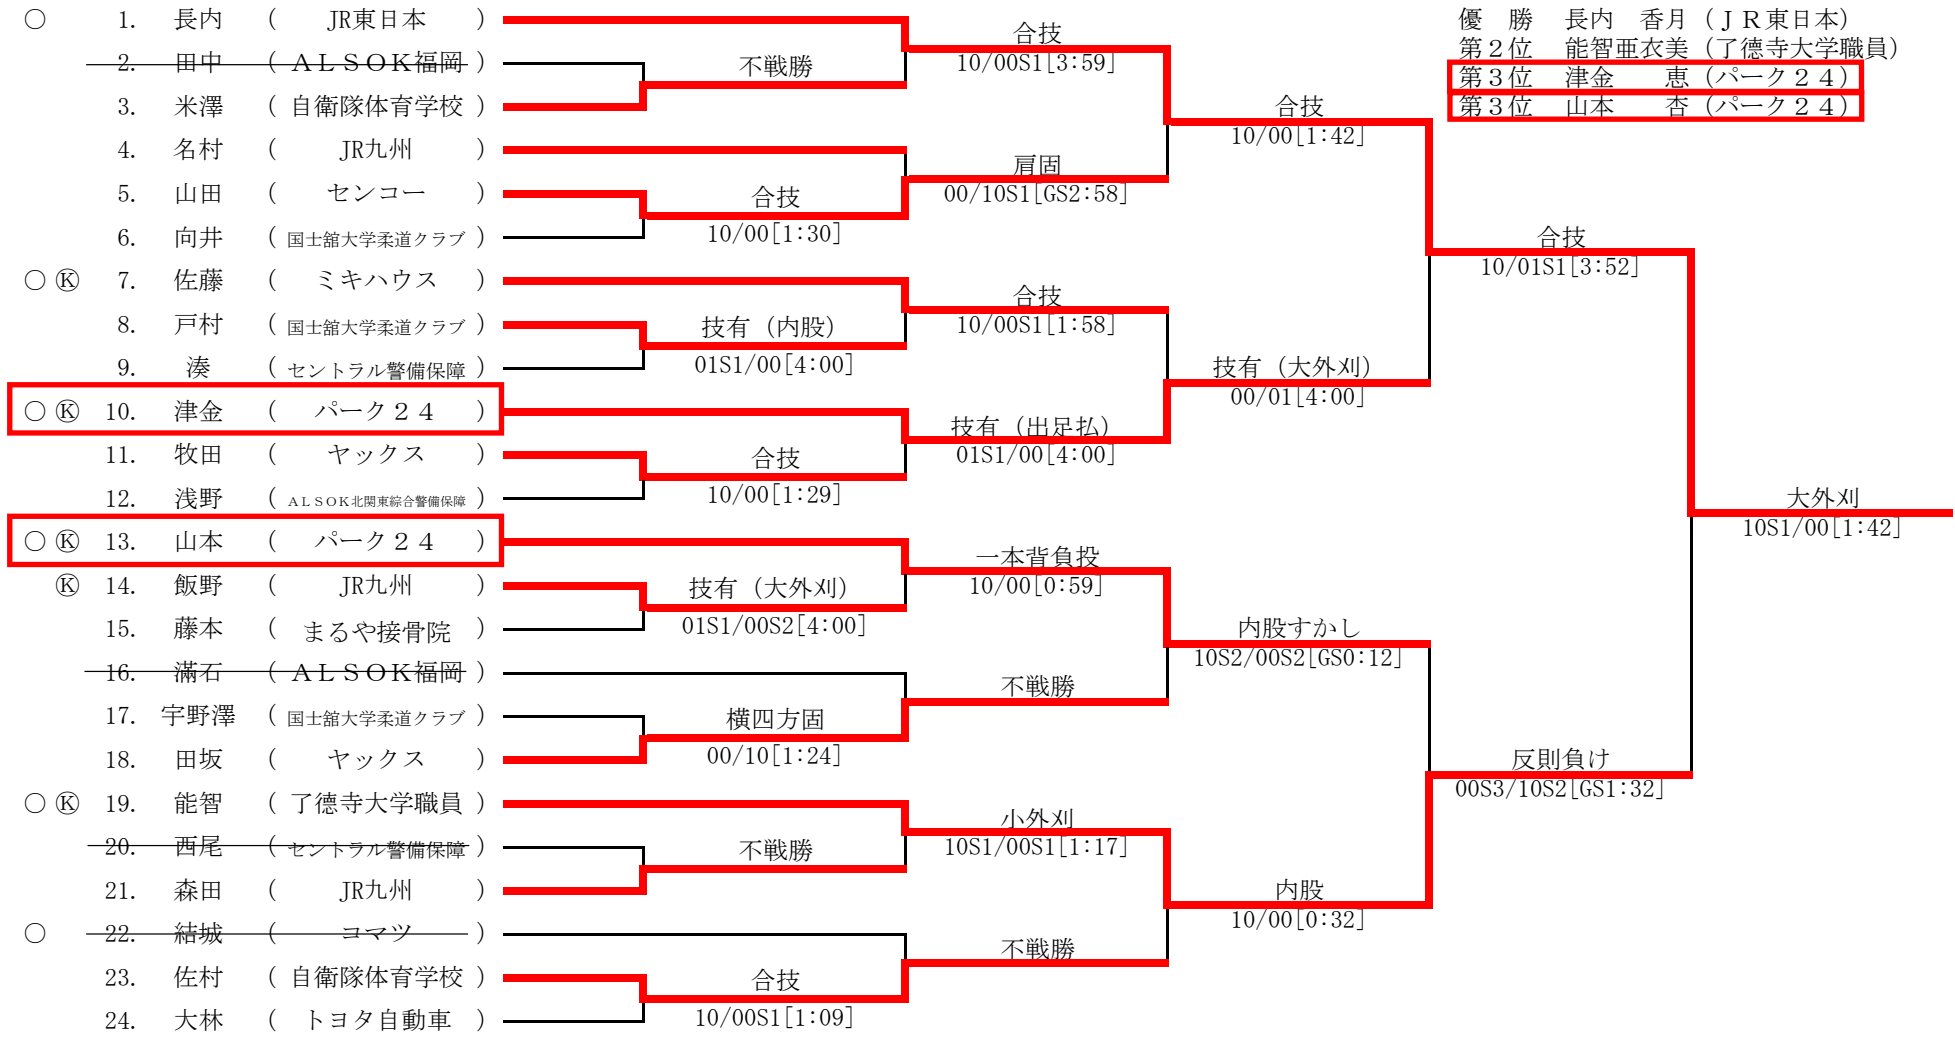 ○ 1. 長内 ( JR東日本 )
2. 田中 ( ALSOK福岡 )
3. 米澤 ( 自衛隊体育学校 )
4. 名村 ( JR九州 )
5. 山田 ( センコー )
6. 向井 ( 国士舘大学柔道クラブ )
○ Ⓚ 7. 佐藤 ( ミキハウス )
8. 戸村 ( 国士舘大学柔道クラブ )
9. 湊 ( セントラル警備保障 )
○ Ⓚ 10. 津金 ( パーク24 )
11. 牧田 ( ヤックス )
12. 浅野 ( ALSOK北関東綜合警備保障 )
○ Ⓚ 13. 山本 ( パーク24 )
Ⓚ 14. 飯野 ( JR九州 )
15. 藤本 ( まるや接骨院 )
16. 滿石 ( ALSOK福岡 )
17. 宇野澤 ( 国士舘大学柔道クラブ )
18. 田坂 ( ヤックス )
○ Ⓚ 19. 能智 ( 了德寺大学職員 )
20. 西尾 ( セントラル警備保障 )
21. 森田 ( JR九州 )
○ 22. 結城 ( コマツ )
23. 佐村 ( 自衛隊体育学校 )
24. 大林 ( トヨタ自動車 )
不戦勝
合技
10/00[1:30]
技有（内股）
01S1/00[4:00]
合技
10/00[1:29]
技有（大外刈）
01S1/00S2[4:00]
横四方固
00/10[1:24]
不戦勝
合技
10/00S1[1:09]
合技
10/00S1[3:59]
肩固
00/10S1[GS2:58]
合技
10/00S1[1:58]
技有（出足払）
01S1/00[4:00]
一本背負投
10/00[0:59]
不戦勝
小外刈
10S1/00S1[1:17]
不戦勝
合技
10/00[1:42]
技有（大外刈）
00/01[4:00]
内股すかし
10S2/00S2[GS0:12]
内股
10/00[0:32]
合技
10/01S1[3:52]
反則負け
00S3/10S2[GS1:32]
大外刈
10S1/00[1:42]
優 勝 長内 香月（ＪＲ東日本）
第２位 能智亜衣美（了德寺大学職員）
第３位 津金 恵（パーク２４）
第３位 山本 杏（パーク２４）